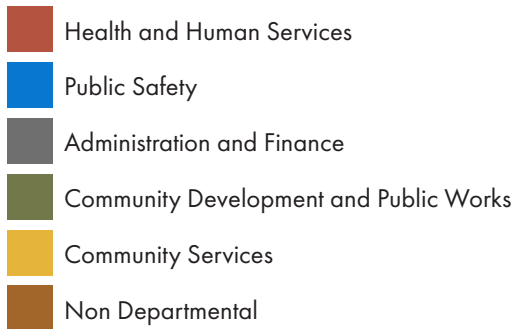 Health and Human Services
Public Safety
Administration and Finance
Community Development and Public Works
Community Services
Non Departmental